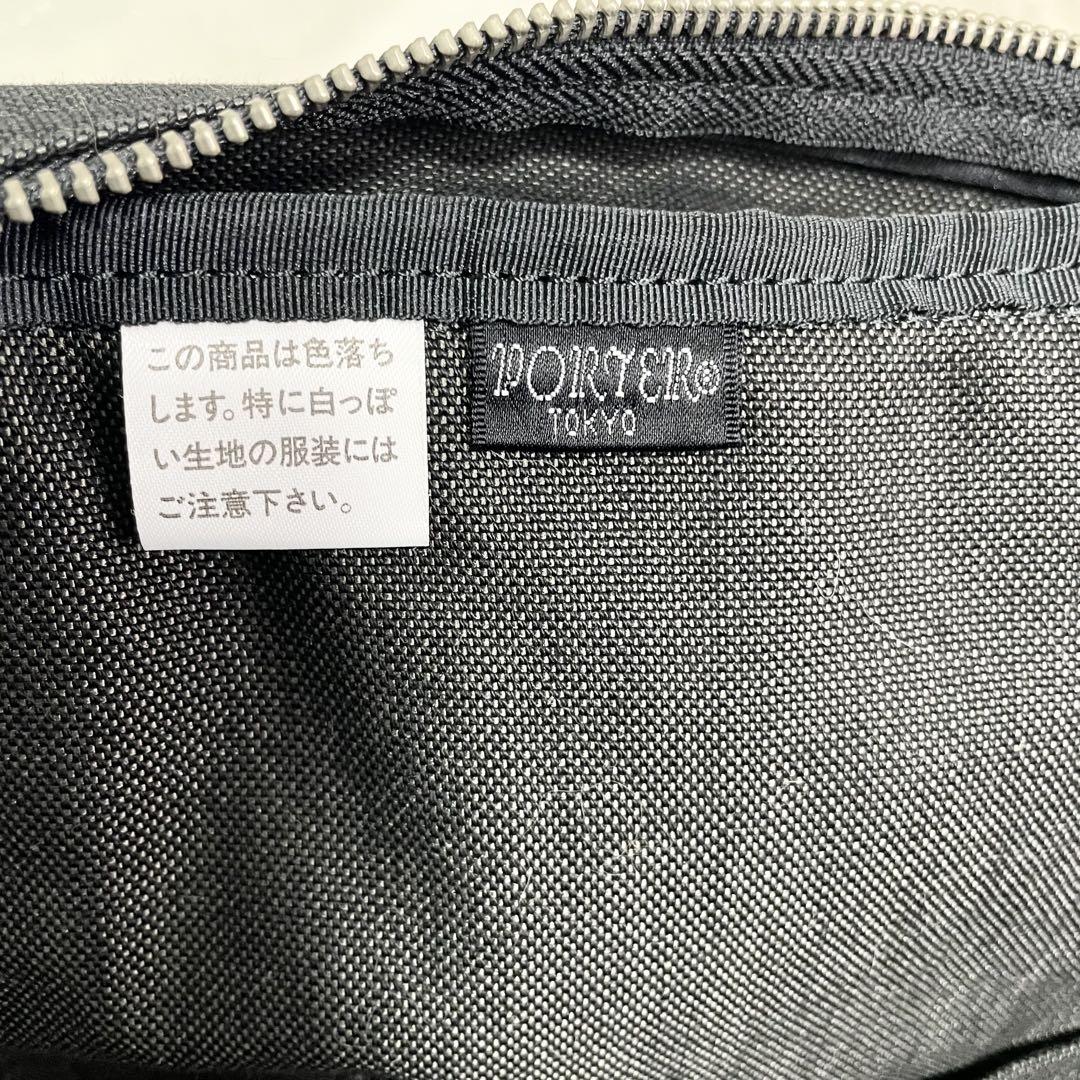 この商品は色落ち
します。特に白っぽ
い生地の服装には
ご注意下さい。
PORTER®
TOKYO